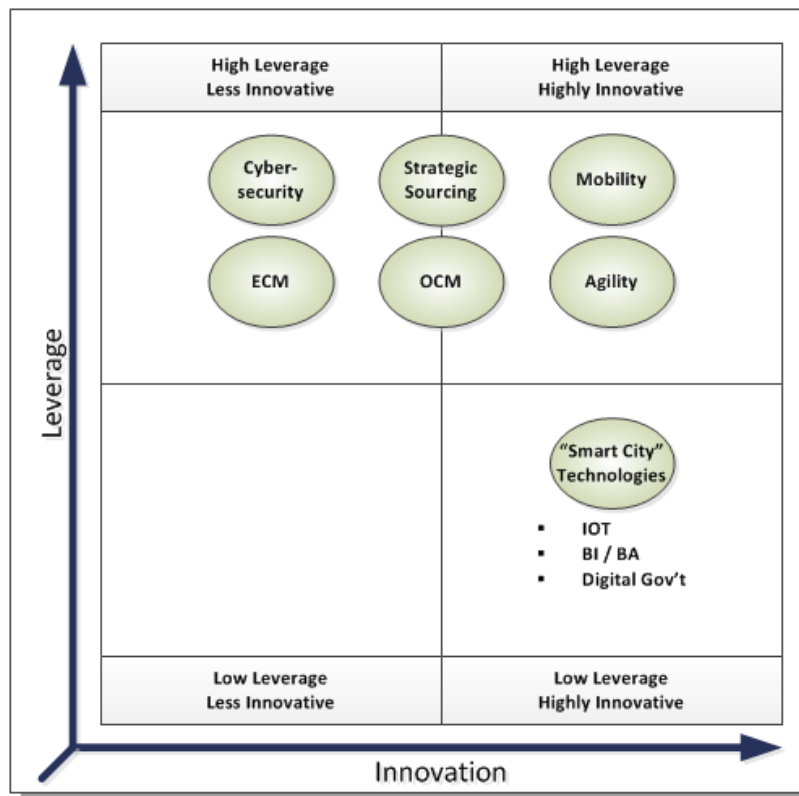 High Leverage
Less Innovative
High Leverage
Highly Innovative
Cyber-
security
Strategic
Sourcing
Mobility
ECM
OCM
Agility
Leverage
“Smart City”
Technologies
▪ IOT
▪ BI / BA
▪ Digital Gov’t
Low Leverage
Less Innovative
Low Leverage
Highly Innovative
Innovation